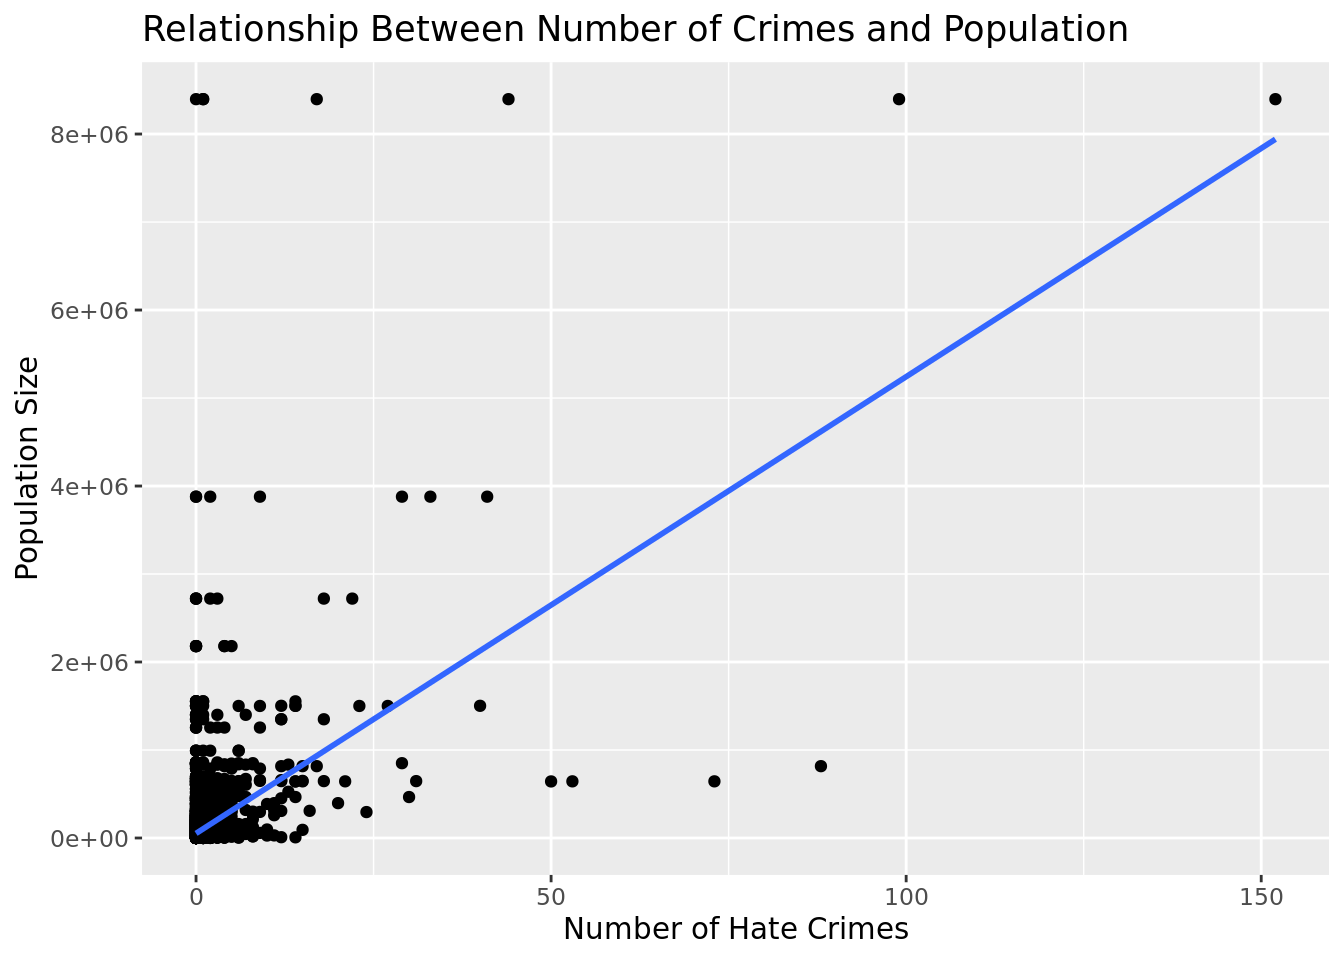 Relationship Between Number of Crimes and Population
8e+06
6e+06
4e+06
2e+06
0e+00
Population Size
0
50
100
150
Number of Hate Crimes